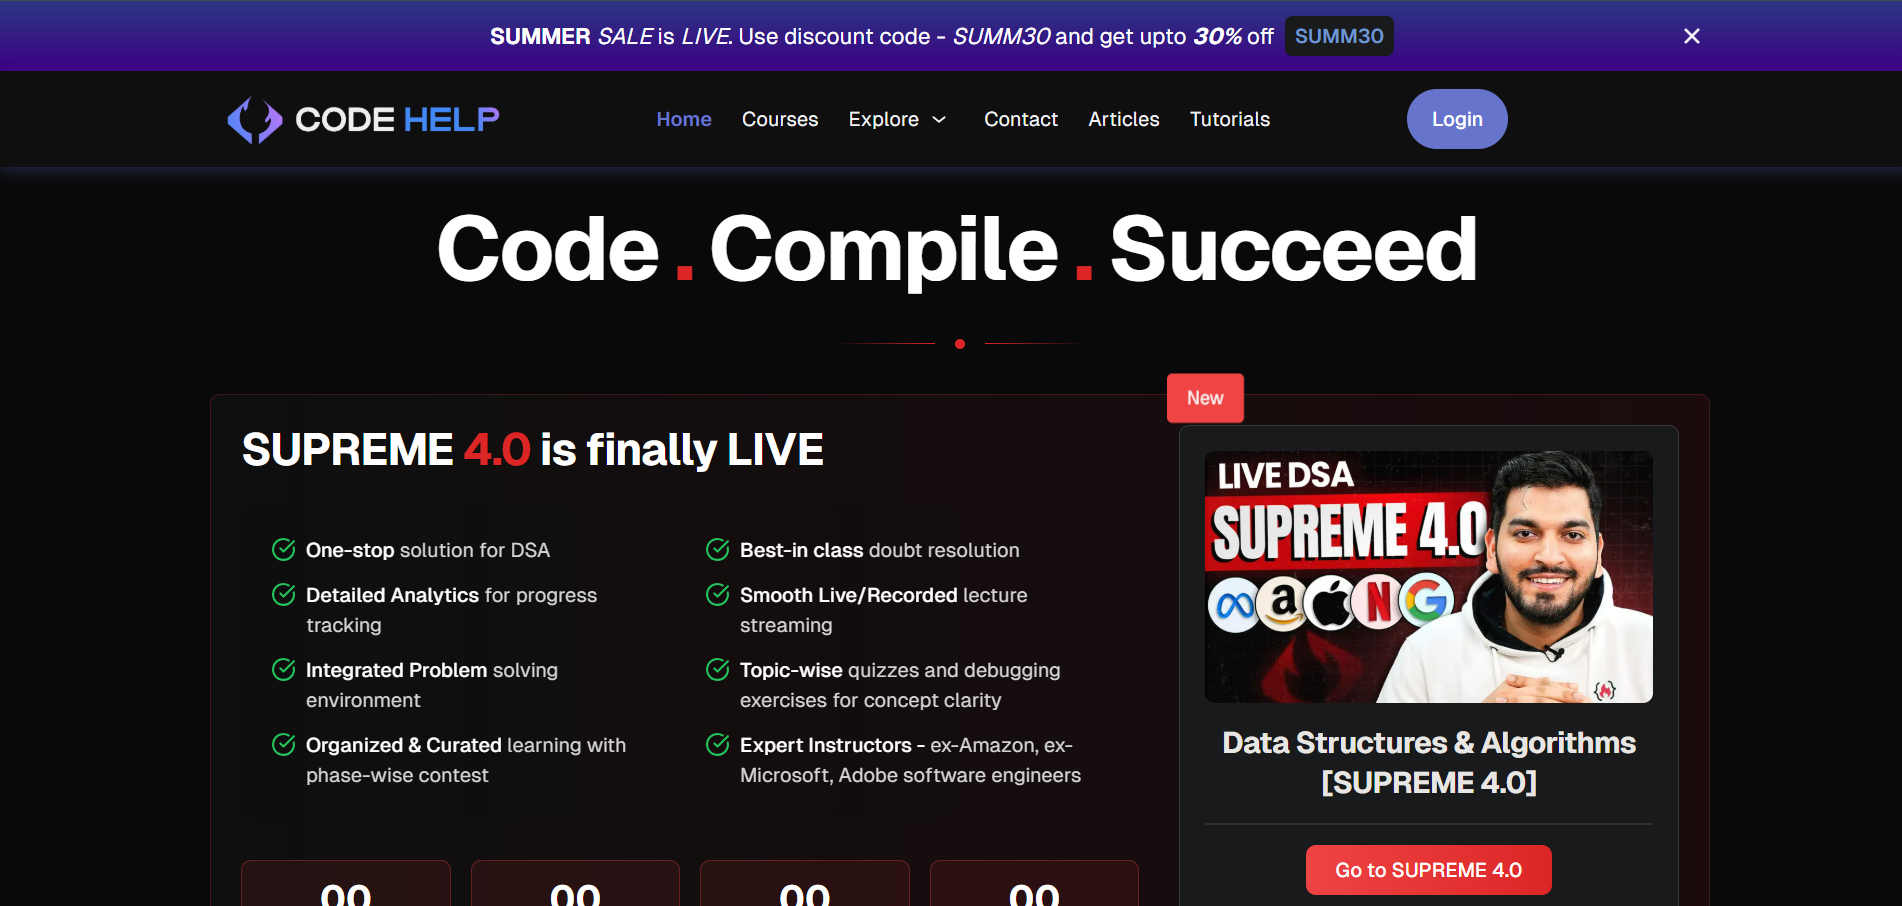 SUMMER SALE is LIVE. Use discount code - SUMM30 and get upto 30% off SUMM30
CODE HELP
Home Courses Explore Contact Articles Tutorials
Login
Code . Compile . Succeed
New
SUPREME 4.0 is finally LIVE
One-stop solution for DSA
Detailed Analytics for progress
tracking
Integrated Problem solving
environment
Organized & Curated learning with
phase-wise contest
Best-in class doubt resolution
Smooth Live/Recorded lecture
streaming
Topic-wise quizzes and debugging
exercises for concept clarity
Expert Instructors - ex-Amazon, ex-
Microsoft, Adobe software engineers
00 00 00 00
LIVE DSA
SUPREME 4.0
Data Structures & Algorithms
[SUPREME 4.0]
Go to SUPREME 4.0